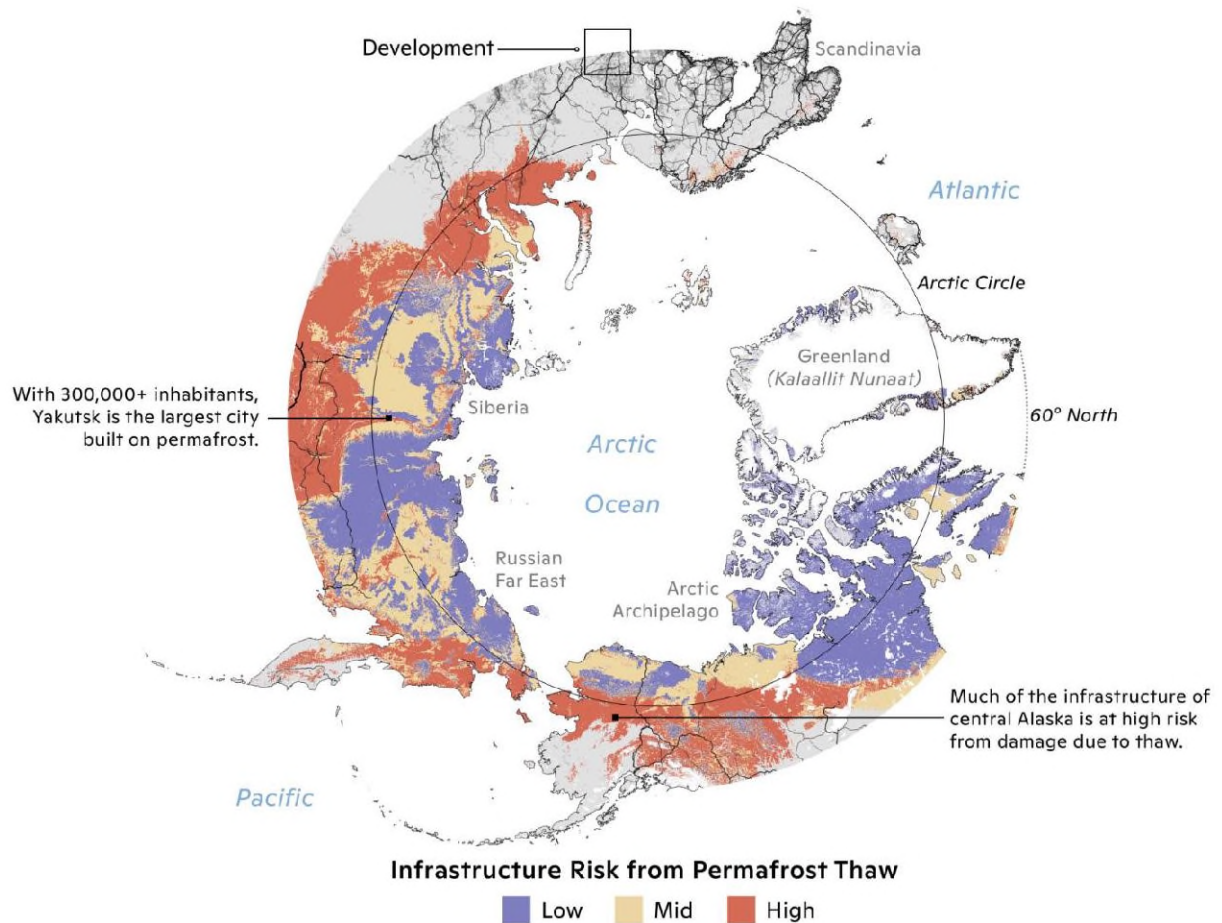 Development
Scandinavia
Atlantic
Arctic Circle
Greenland
(Kalaallit Nunaat)
With 300,000+ inhabitants,
Yakutsk is the largest city
built on permafrost.
Siberia
60° North
Arctic
Ocean
Russian
Far East
Arctic
Archipelago
Much of the infrastructure of
central Alaska is at high risk
from damage due to thaw.
Pacific
Infrastructure Risk from Permafrost Thaw
Low Mid High